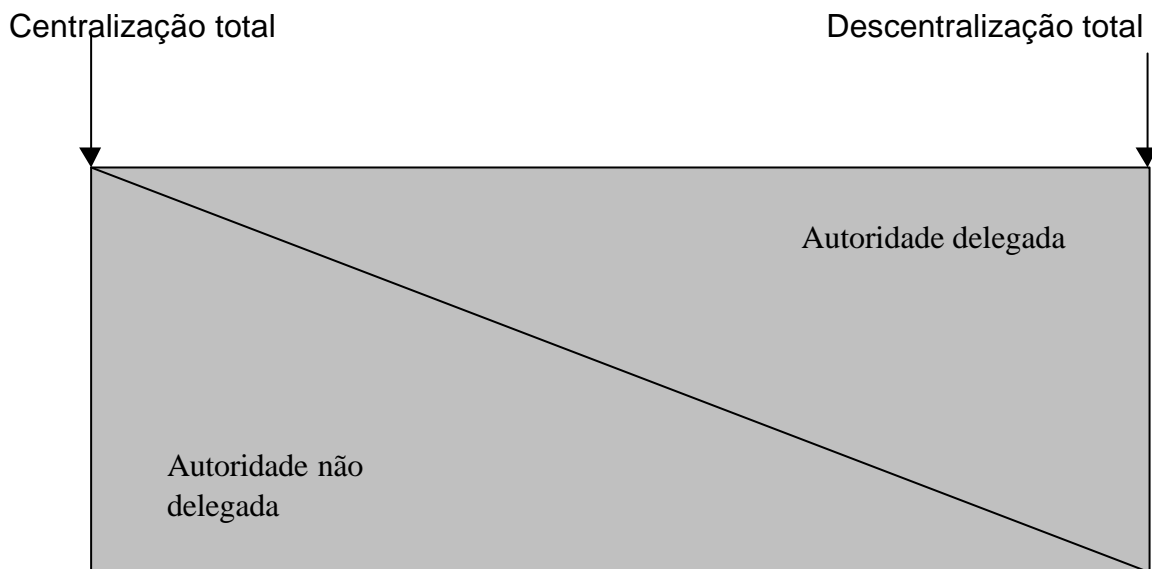 Centralização total
Descentralização total
Autoridade delegada
Autoridade não
delegada